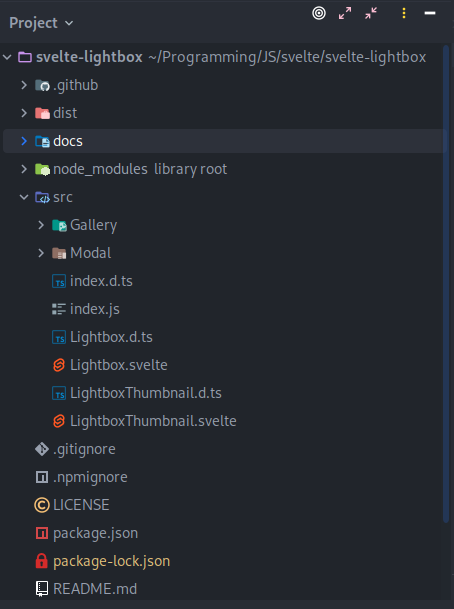 Project
svelte-lightbox ~/Programming/JS/svelte/svelte-lightbox
.github
dist
docs
node_modules library root
src
Gallery
Modal
index.d.ts
index.js
Lightbox.d.ts
Lightbox.svelte
LightboxThumbnail.d.ts
LightboxThumbnail.svelte
.gitignore
.npmignore
LICENSE
package.json
package-lock.json
README.md